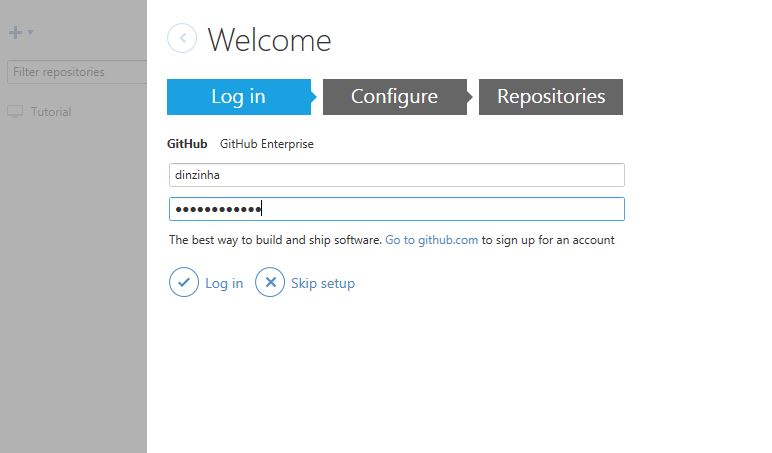 Welcome
Filter repositories
Tutorial
Log in Configure Repositories
GitHub GitHub Enterprise
dinzinha
●●●●●●●●●●●●
The best way to build and ship software. Go to github.com to sign up for an account
Log in Skip setup